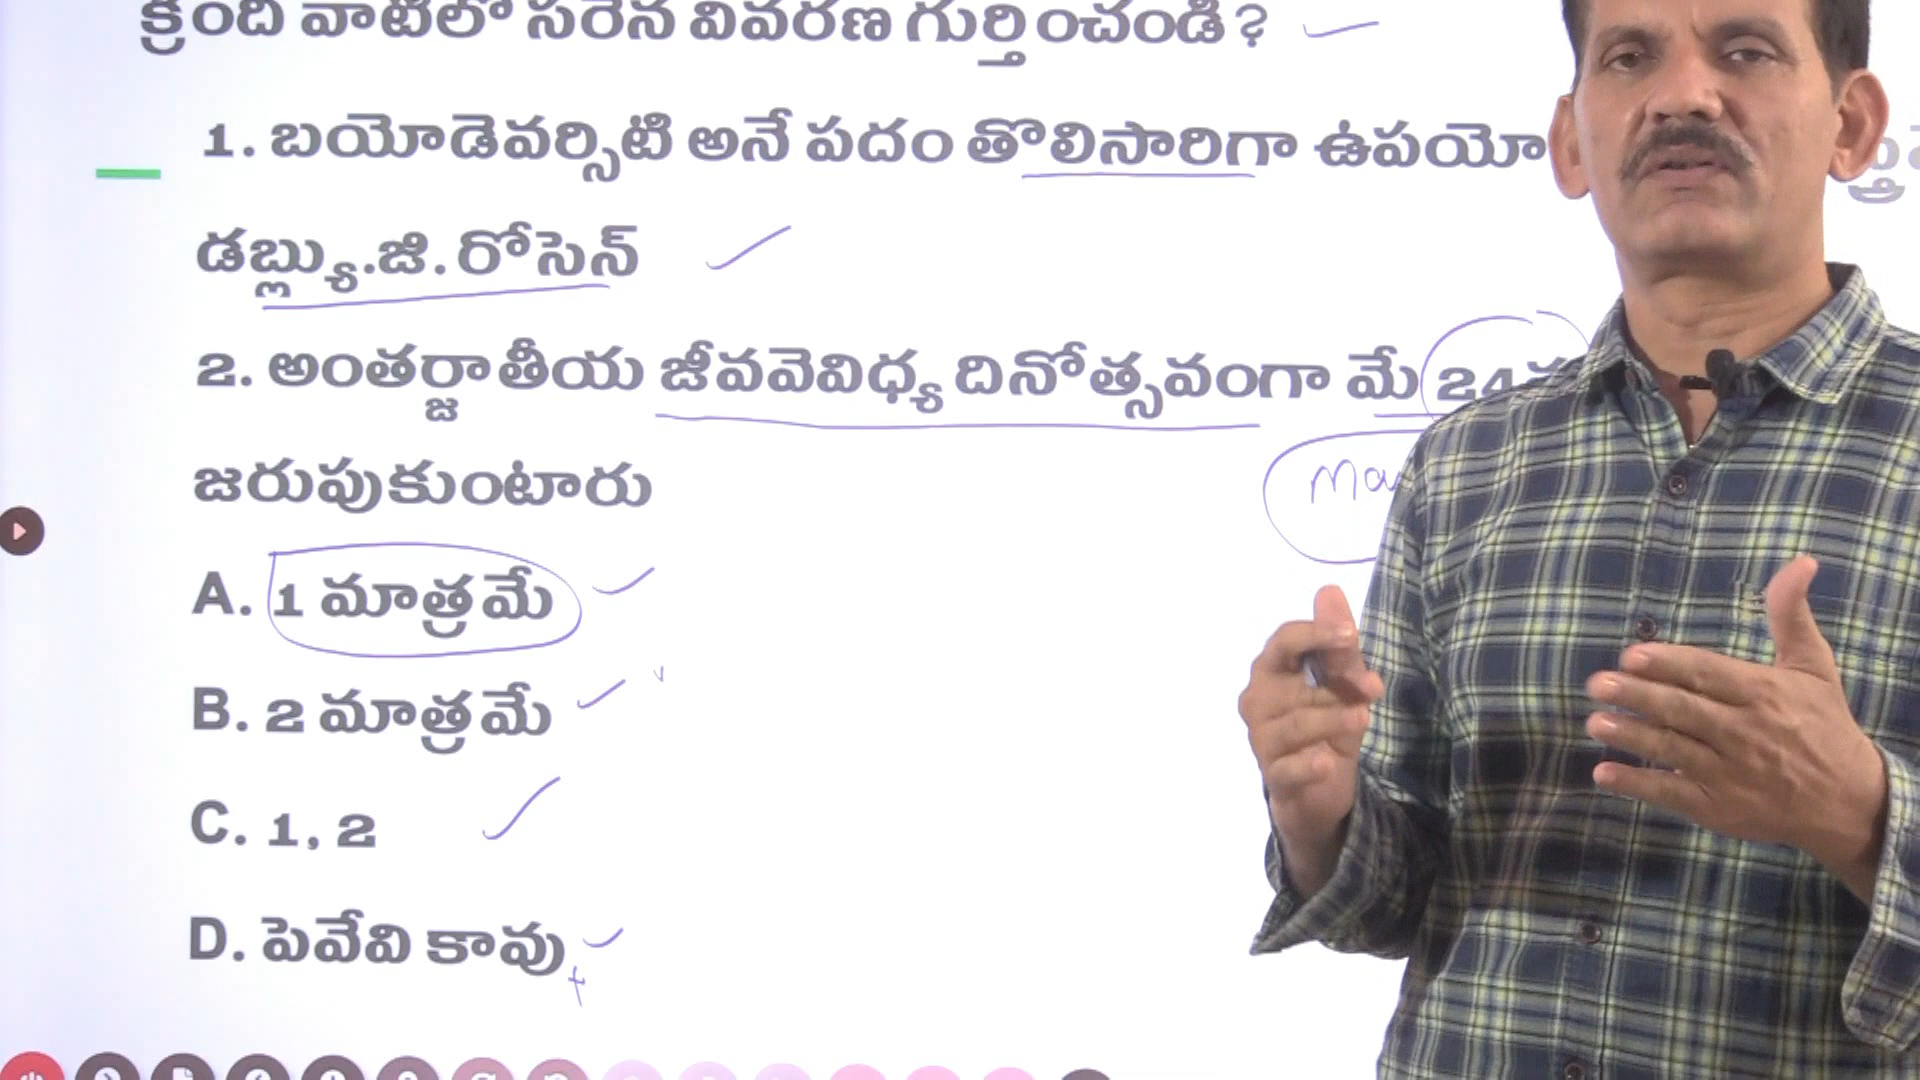 క్రింది వాటిలో సరైన వివరణ గుర్తించండి?
1. బయోడైవర్సిటి అనే పదం తొలిసారిగా
డబ్ల్యు.జి. రోసెన్
2. అంతర్జాతీయ జీవవైవిధ్య దినోత్సవంగా మే 24
జరుపుకుంటారు
A. 1 మాత్రమే
B. 2 మాత్రమే
C. 1, 2
D. పైవేవి కావు